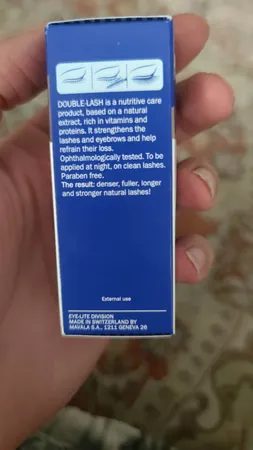 DOUBLE-LASH is a nutritive care
product, based on a natural
extract, rich in vitamins and
proteins. It strengthens the
lashes and eyebrows and help
refrain their loss.
Ophthalmologically tested. To be
applied at night, on clean lashes.
Paraben free.
The result: denser, fuller, longer
and stronger natural lashes!
External use
EYE-LITE DIVISION
MADE IN SWITZERLAND BY
MAVALA S.A., 1211 GENEVA 26